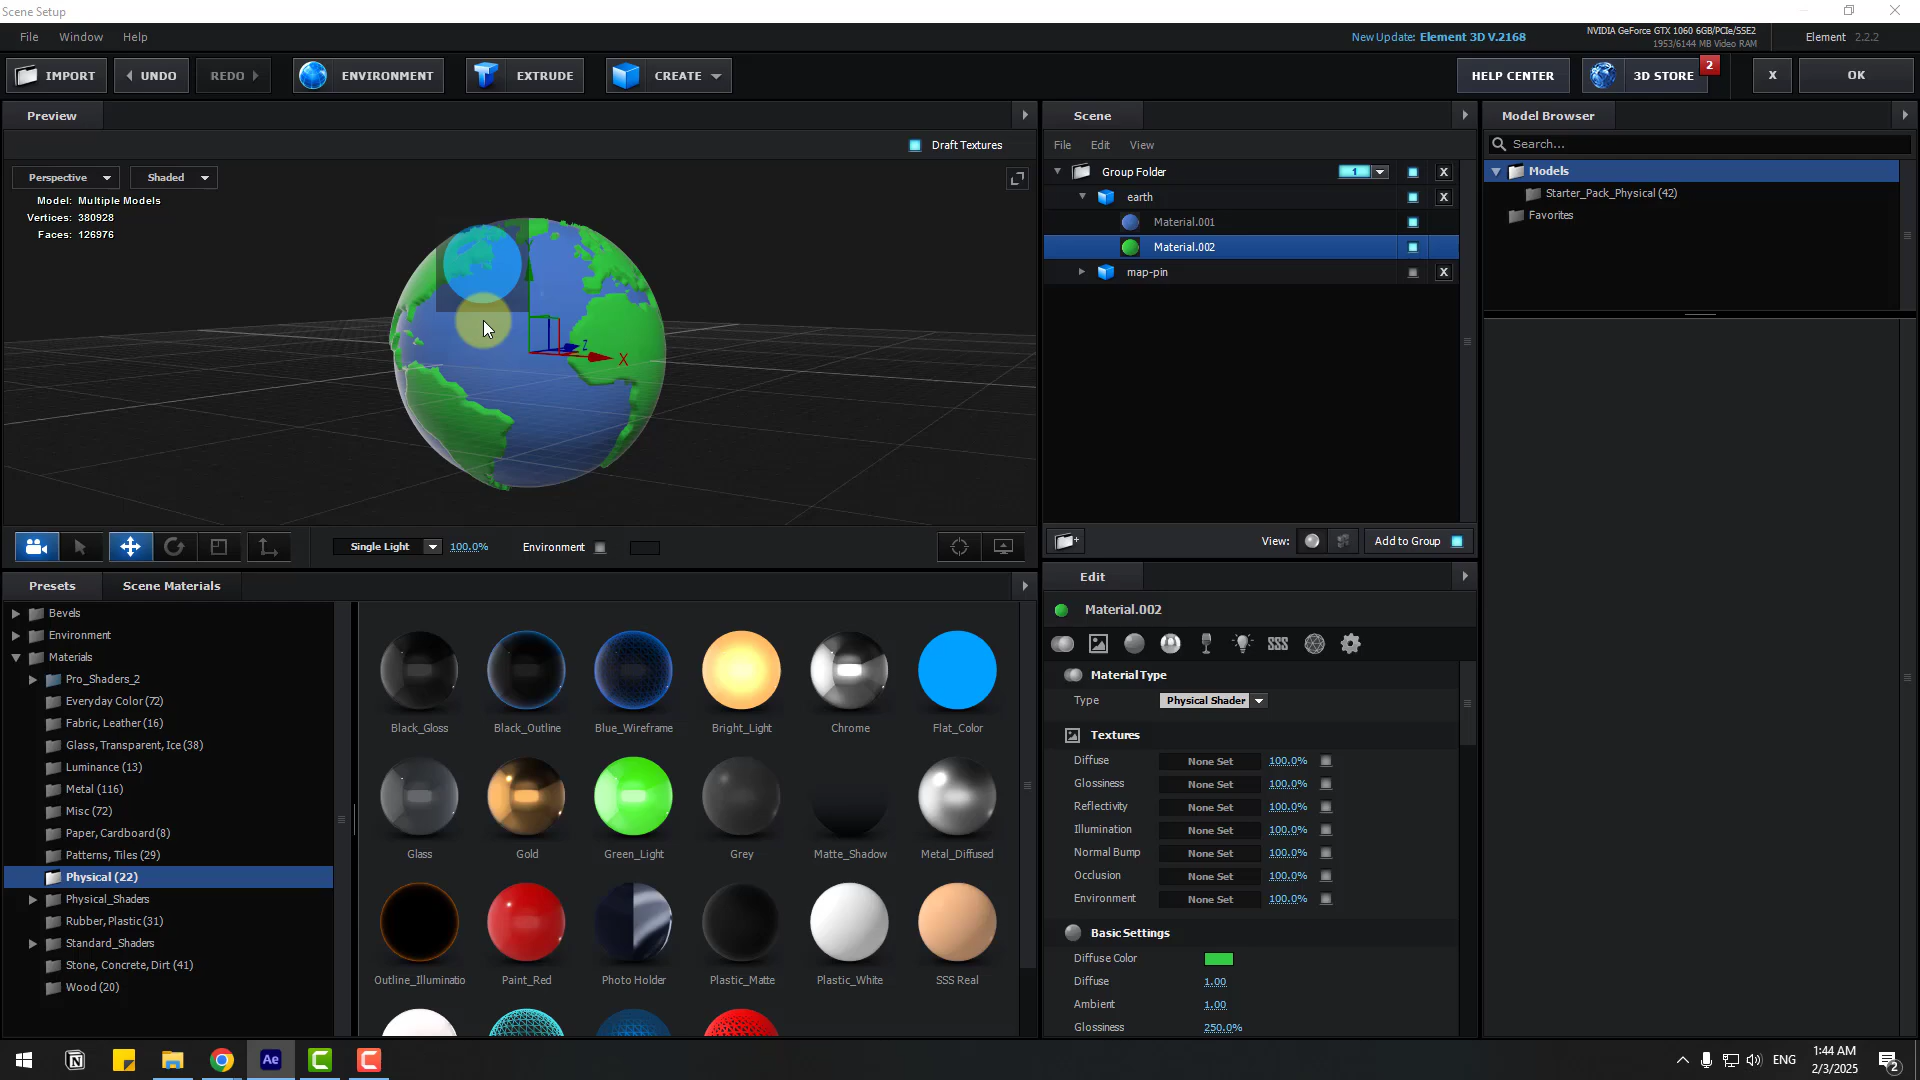 Scene Setup
File Window Help
New Update: Element 3D V.2168
NVIDIA GeForce GTX 1060 6GB/PCIe/SSE2
1953/6144 MB Video RAM
Element 2.2.2
IMPORT
UNDO
REDO
ENVIRONMENT
EXTRUDE
CREATE
HELP CENTER
3D STORE
2
X
OK
Preview
Draft Textures
Perspective
Shaded
Model: Multiple Models
Vertices: 380928
Faces: 126976
Z
X
Single Light
100.0%
Environment
Scene
File Edit View
Group Folder
1
X
earth
X
Material.001
Material.002
map-pin
X
View:
Add to Group
Model Browser
Search...
Models
Starter_Pack_Physical (42)
Favorites
Presets
Scene Materials
Bevels
Environment
Materials
Pro_Shaders_2
Everyday Color (72)
Fabric, Leather (16)
Glass, Transparent, Ice (38)
Luminance (13)
Metal (116)
Misc (72)
Paper, Cardboard (8)
Patterns, Tiles (29)
Physical (22)
Physical_Shaders
Rubber, Plastic (31)
Standard_Shaders
Stone, Concrete, Dirt (41)
Wood (20)
Black_Gloss
Black_Outline
Blue_Wireframe
Bright_Light
Chrome
Flat_Color
Glass
Gold
Green_Light
Grey
Matte_Shadow
Metal_Diffused
Outline_Illuminatio
Paint_Red
Photo Holder
Plastic_Matte
Plastic_White
SSS Real
Edit
Material.002
SSS
Material Type
Type
Physical Shader
Textures
Diffuse None Set 100.0%
Glossiness None Set 100.0%
Reflectivity None Set 100.0%
Illumination None Set 100.0%
Normal Bump None Set 100.0%
Occlusion None Set 100.0%
Environment None Set 100.0%
Basic Settings
Diffuse Color
Diffuse 1.00
Ambient 1.00
Glossiness 250.0%
Ae
ENG
1:44 AM
2/3/2025
2